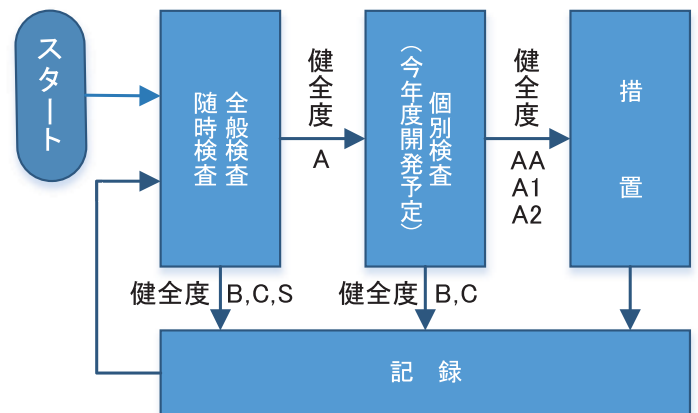 スタート
全般検査
随時検査
健全度
A
個別検査
(今年度開発予定)
健全度
AA
A1
A2
措置
健全度 B,C,S
健全度 B,C
記録